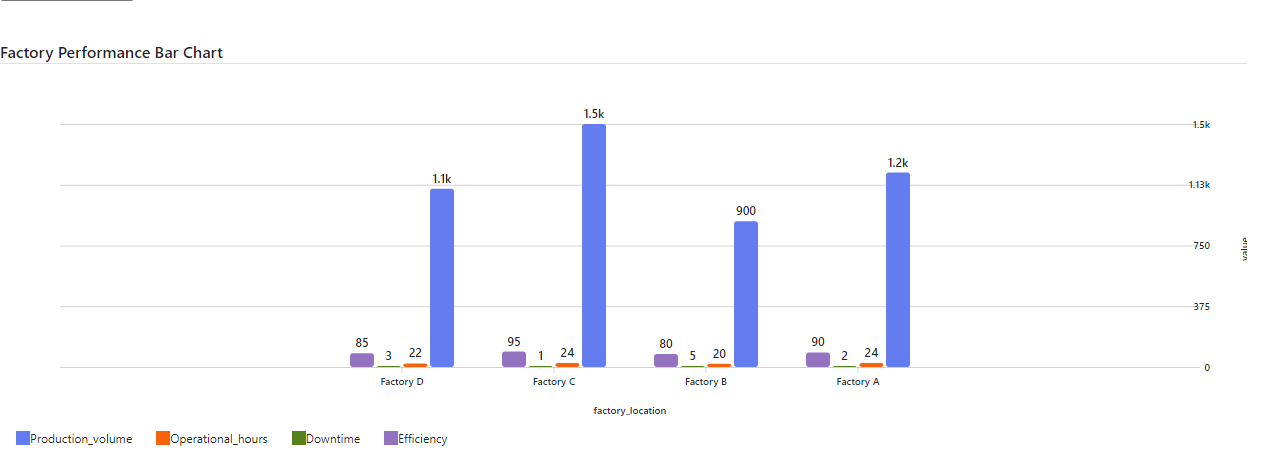 Factory Performance Bar Chart
1.5k
1.5k
1.2k
1.1k
1.13k
900
750
value
375
85 3 22 95 1 24 80 5 20 90 2 24
0
Factory D Factory C Factory B Factory A
factory_location
Production_volume Operational_hours Downtime Efficiency